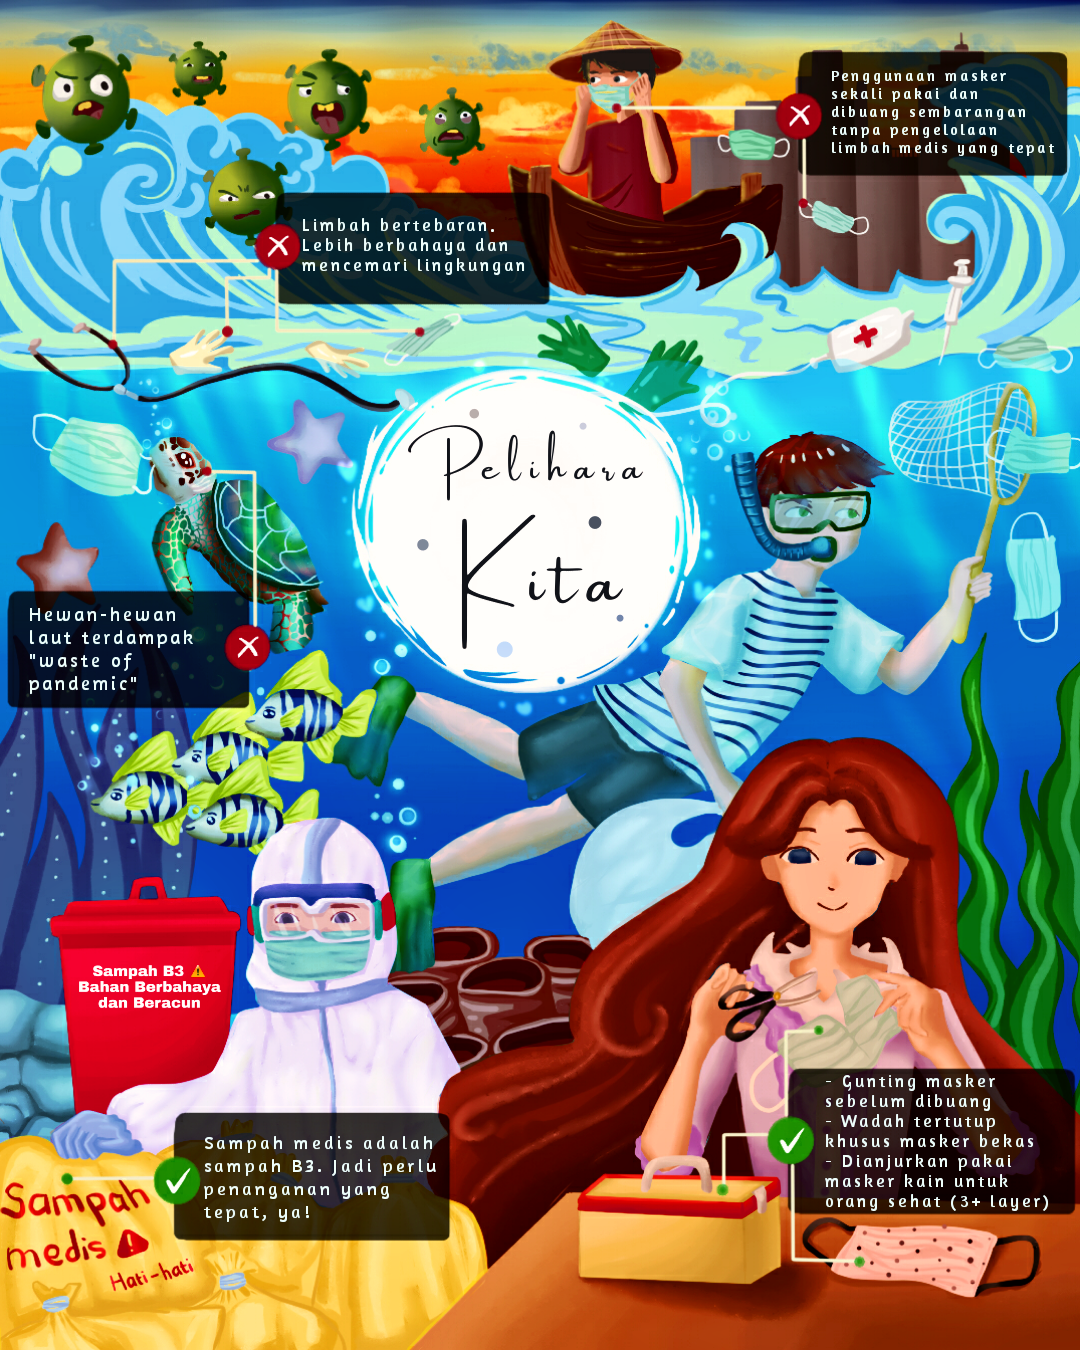 Penggunaan masker
sekali pakai dan
dibuang sembarangan
tanpa pengelolaan
limbah medis yang tepat
Limbah bertebaran.
Lebih berbahaya dan
mencemari lingkungan
Pelihara
Kita
Hewan-hewan
laut terdampak
"waste of
pandemic"
Sampah B3 ⚠
Bahan Berbahaya
dan Beracun
- Gunting masker
sebelum dibuang
- Wadah tertutup
khusus masker bekas
- Dianjurkan pakai
masker kain untuk
orang sehat (3+ layer)
Sampah medis adalah
sampah B3. Jadi perlu
penanganan yang
tepat, ya!
Sampah
medis
Hati-hati